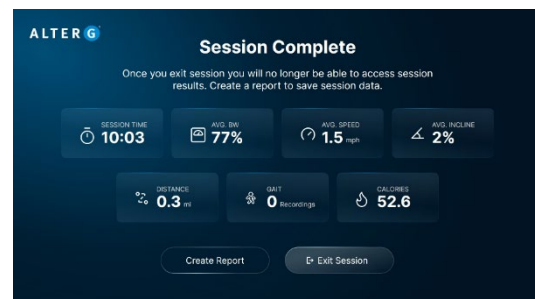 ALTERG
Session Complete
Once you exit session you will no longer be able to access session
results. Create a report to save session data.
SESSION TIME
10:03
AVG. BW
77%
AVG. SPEED
1.5 mph
AVG. INCLINE
2%
DISTANCE
0.3 mi
GAIT
0 Recordings
CALORIES
52.6
Create Report
Exit Session